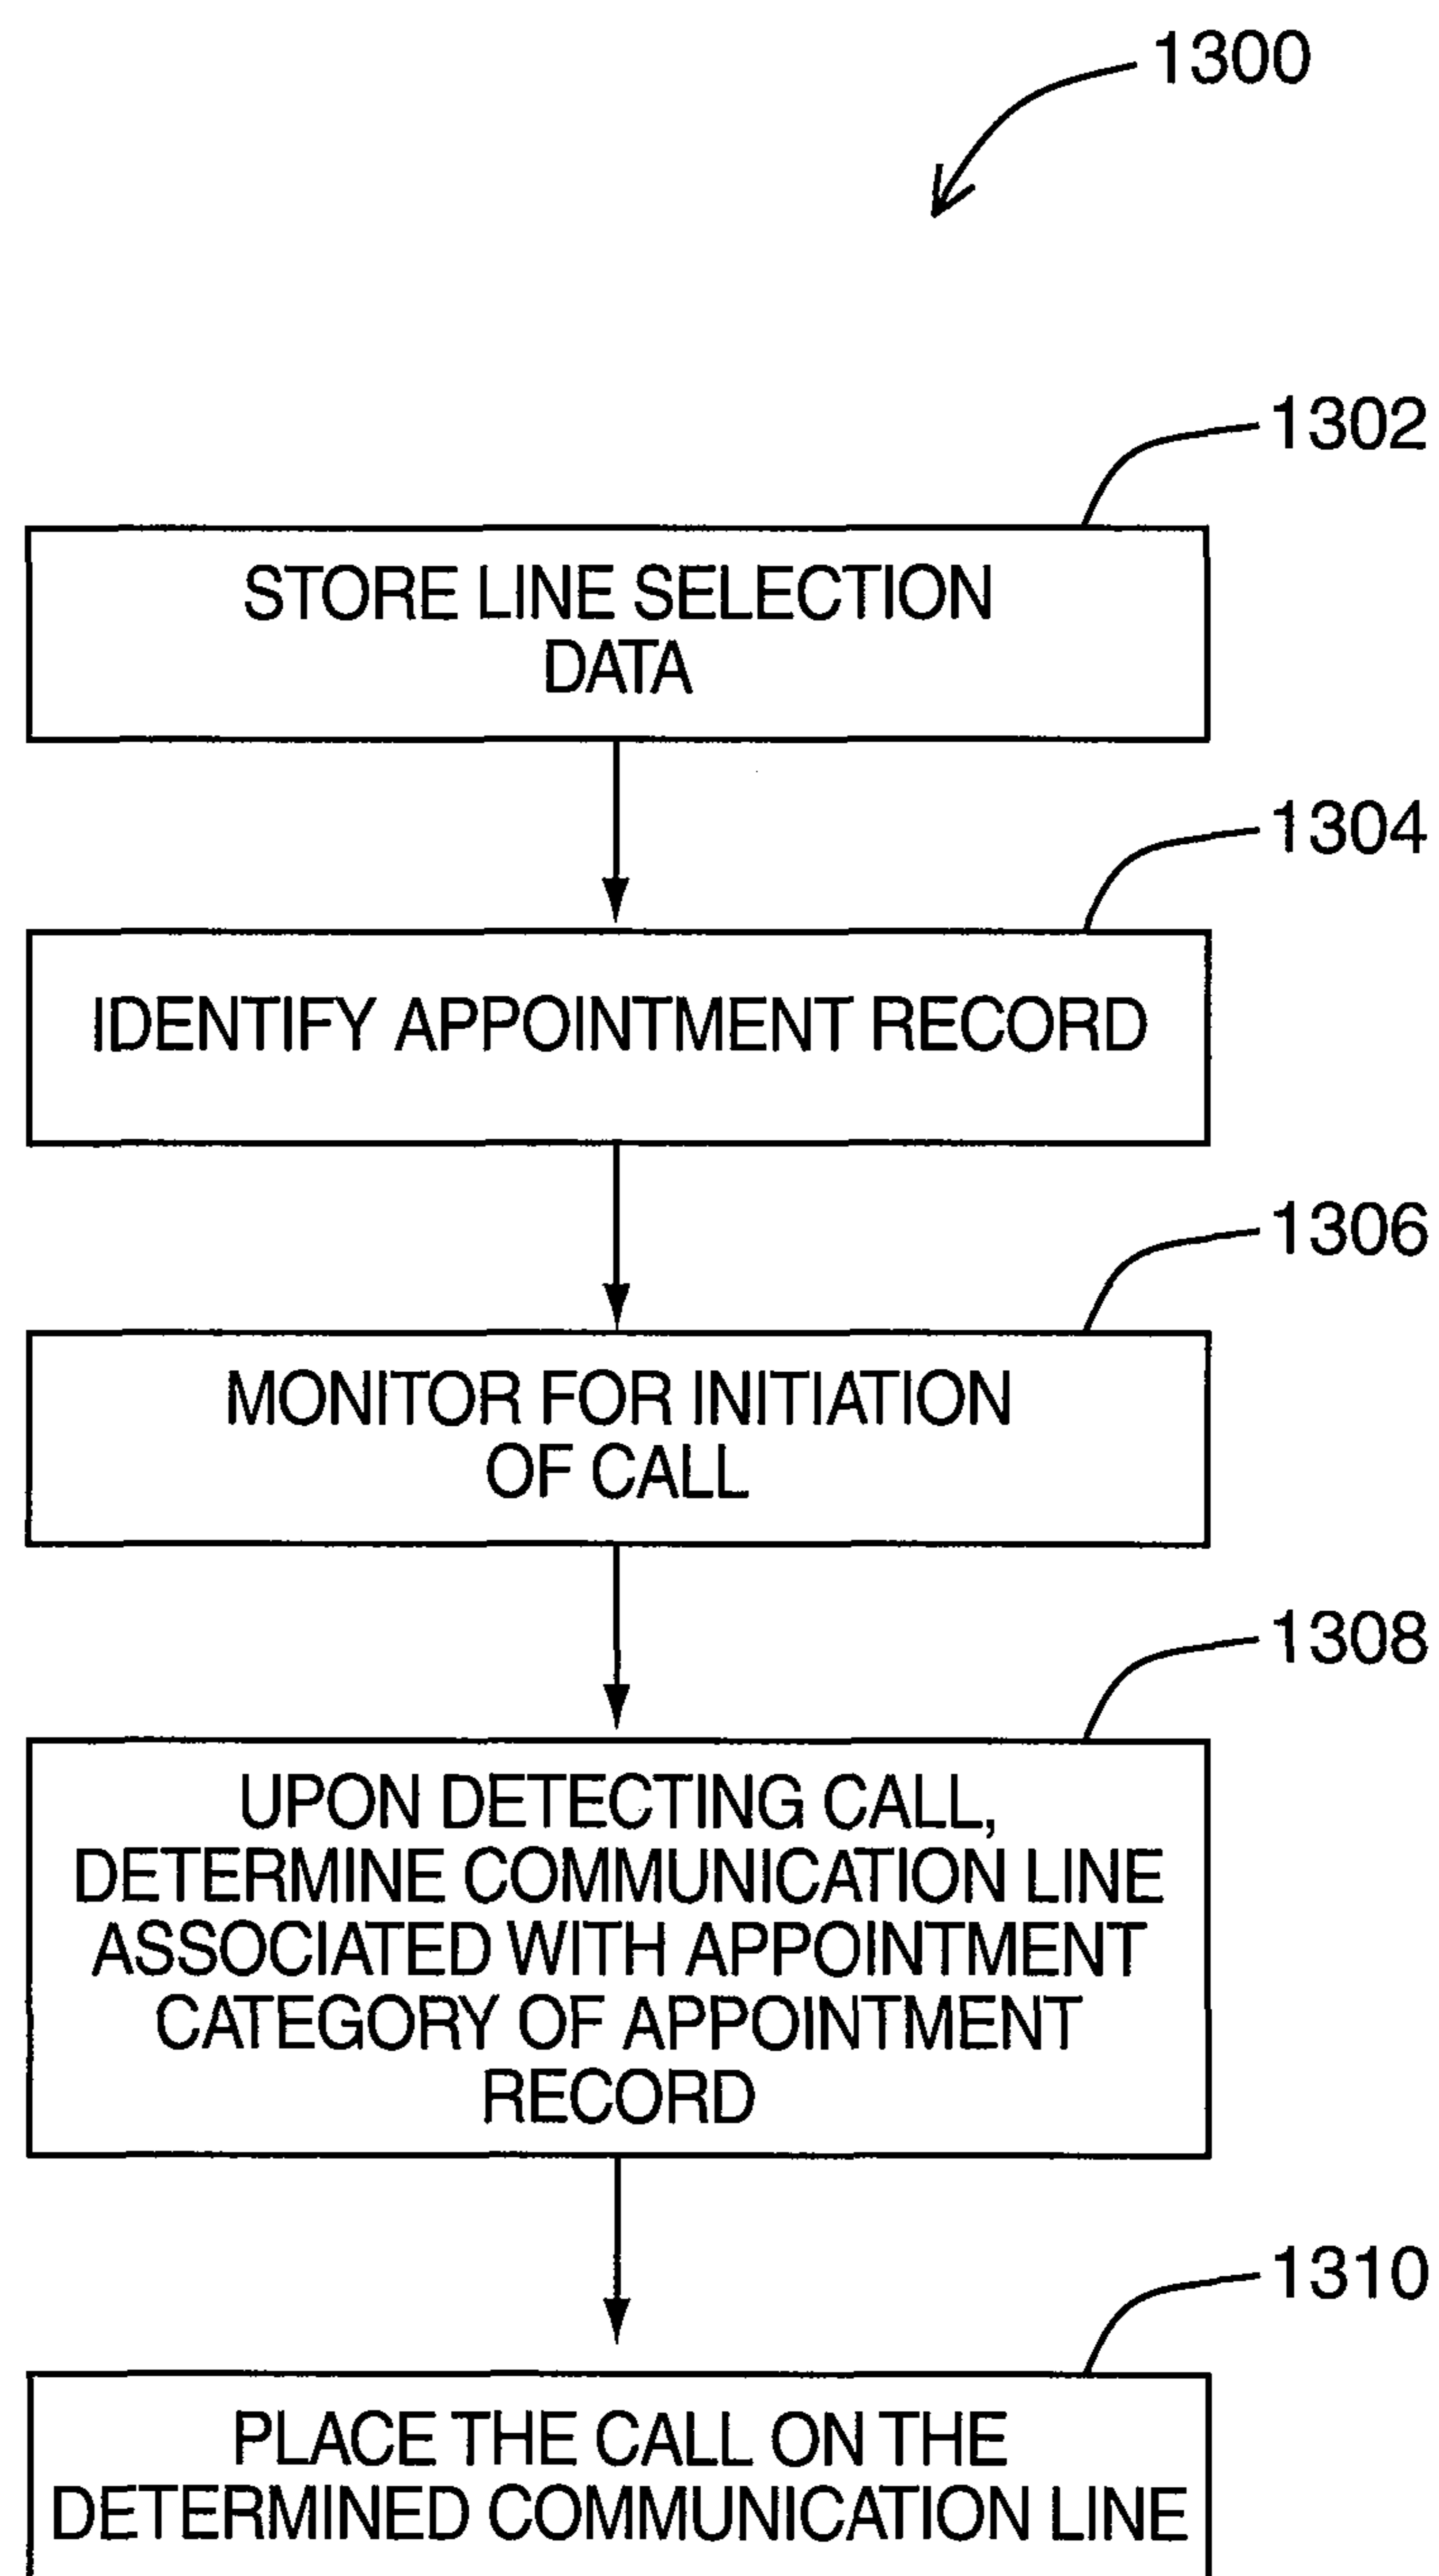 1300
1302
STORE LINE SELECTION
DATA
1304
IDENTIFY APPOINTMENT RECORD
1306
MONITOR FOR INITIATION
OF CALL
1308
UPON DETECTING CALL,
DETERMINE COMMUNICATION LINE
ASSOCIATED WITH APPOINTMENT
CATEGORY OF APPOINTMENT
RECORD
1310
PLACE THE CALL ON THE
DETERMINED COMMUNICATION LINE